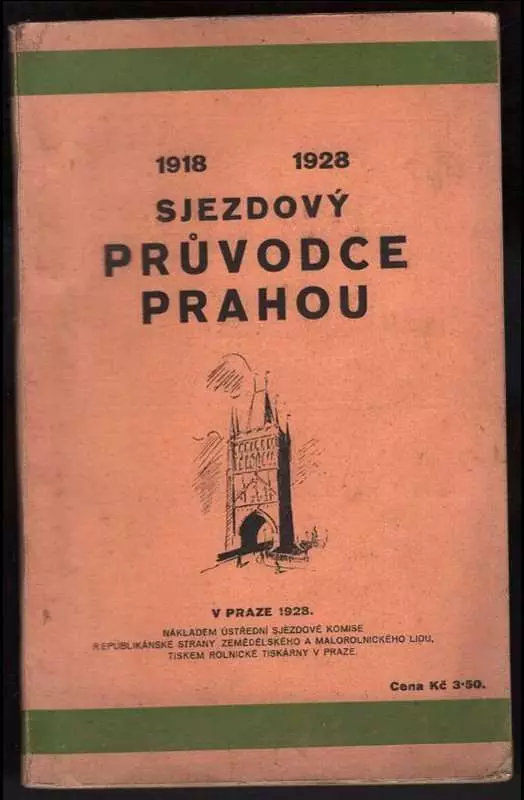 1918 1928
SJEZDOVÝ
PRŮVODCE
PRAHOU
V PRAZE 1928.
NÁKLADEM ÚSTŘEDNÍ SJEZDOVÉ KOMISE
REPUBLIKÁNSKÉ STRANY ZEMĚDĚLSKÉHO A MALOROLNICKÉHO LIDU,
TISKEM ROLNICKÉ TISKÁRNY V PRAZE.
Cena Kč 3·50.